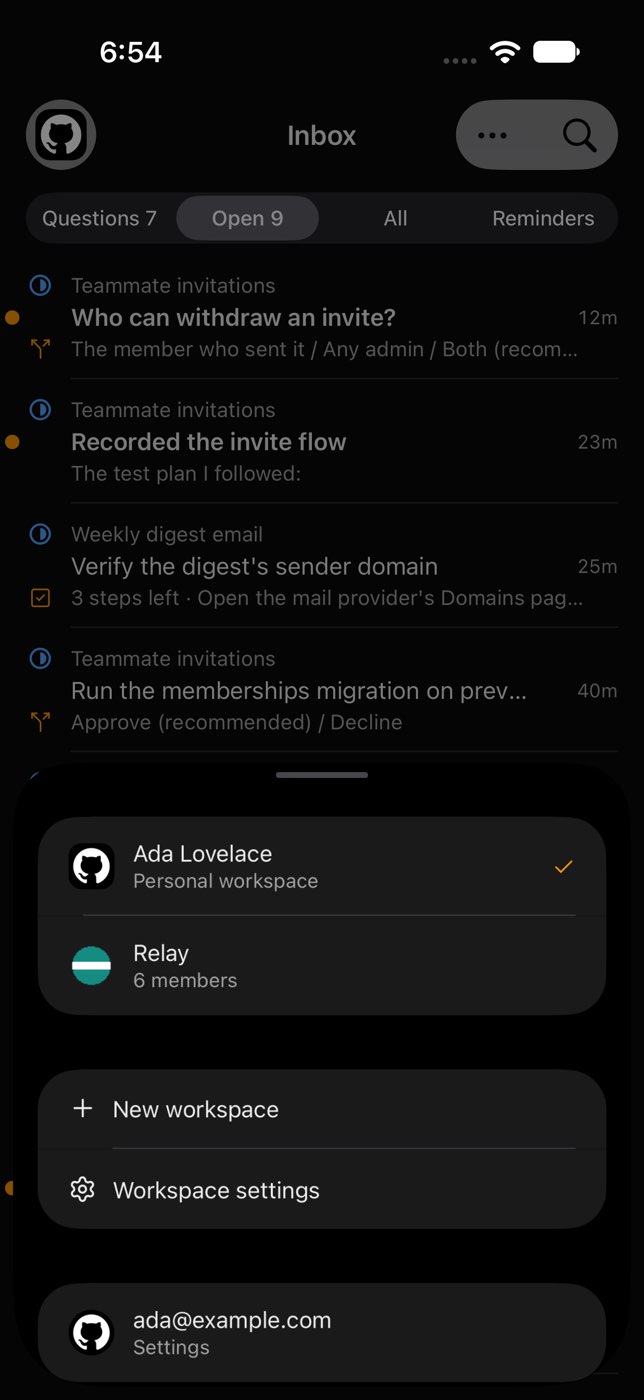 6:54
Inbox
Questions 7
Open 9
All
Reminders
Teammate invitations
Who can withdraw an invite?
12m
The member who sent it / Any admin / Both (recom...
Teammate invitations
Recorded the invite flow
23m
The test plan I followed:
Weekly digest email
Verify the digest's sender domain
25m
3 steps left · Open the mail provider's Domains pag...
Teammate invitations
Run the memberships migration on prev...
40m
Approve (recommended) / Decline
Ada Lovelace
Personal workspace
Relay
6 members
New workspace
Workspace settings
ada@example.com
Settings